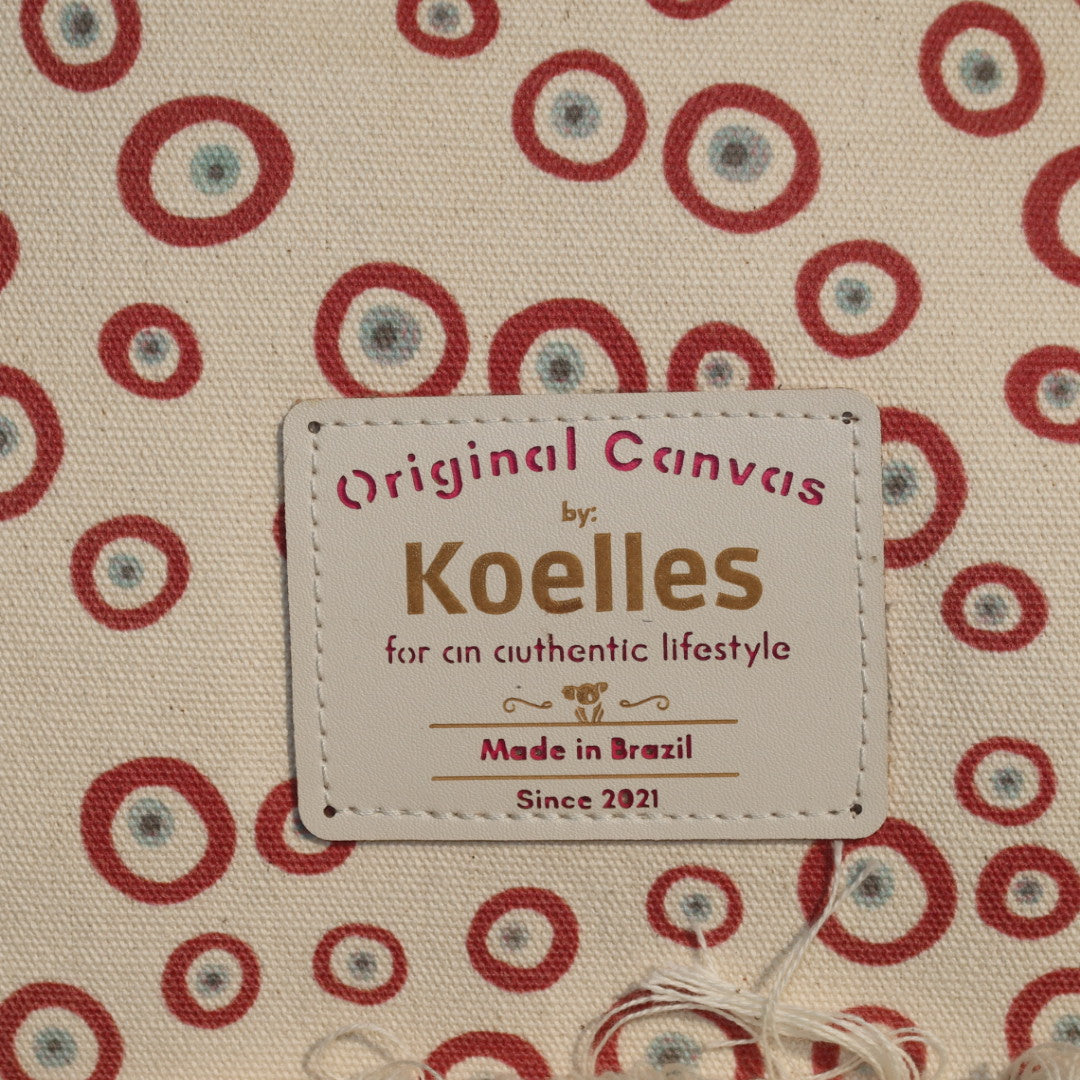 Original Canvas
by:
Koelles
for an authentic lifestyle
Made in Brazil
Since 2021